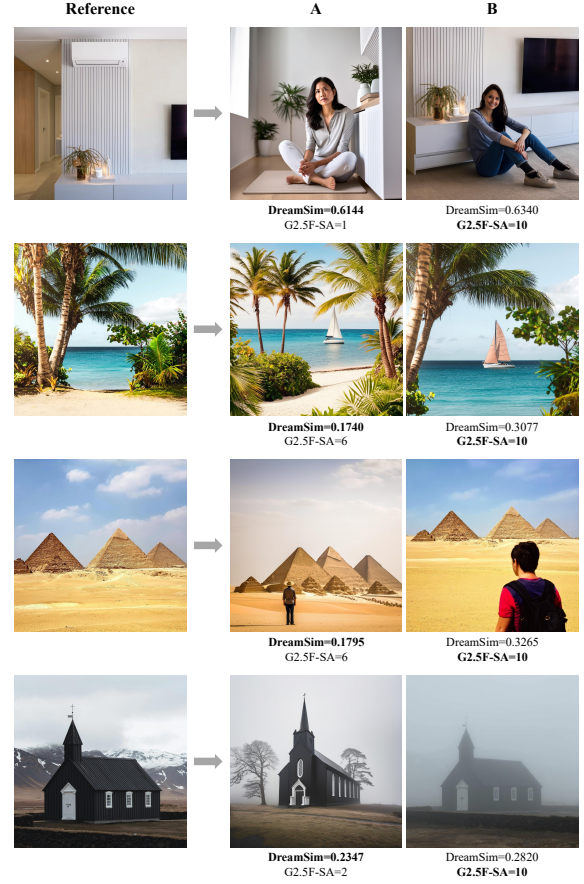 Reference A B
DreamSim=0.6144 DreamSim=0.6340
G2.5F-SA=1 G2.5F-SA=10
DreamSim=0.1740 DreamSim=0.3077
G2.5F-SA=6 G2.5F-SA=10
DreamSim=0.1795 DreamSim=0.3265
G2.5F-SA=6 G2.5F-SA=10
DreamSim=0.2347 DreamSim=0.2820
G2.5F-SA=2 G2.5F-SA=10